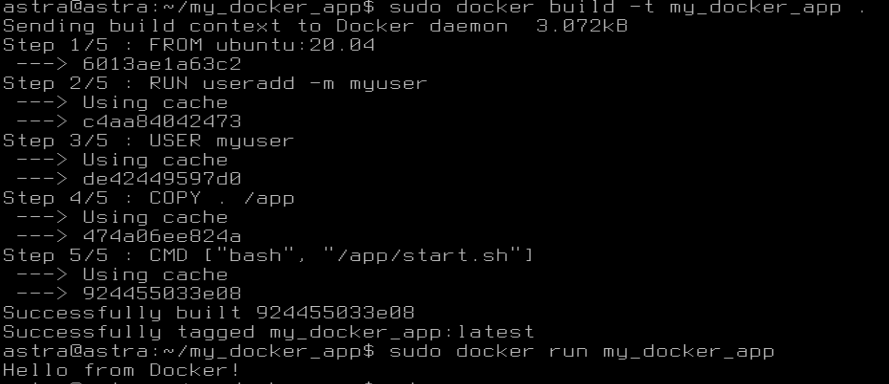 astra@astra:~/my_docker_app$ sudo docker build -t my_docker_app .
Sending build context to Docker daemon  3.072kB
Step 1/5 : FROM ubuntu:20.04
 ---> 6013ae1a63c2
Step 2/5 : RUN useradd -m myuser
 ---> Using cache
 ---> c4aa84042473
Step 3/5 : USER myuser
 ---> Using cache
 ---> de42449597d0
Step 4/5 : COPY . /app
 ---> Using cache
 ---> 474a06ee824a
Step 5/5 : CMD ["bash", "/app/start.sh"]
 ---> Using cache
 ---> 924455033e08
Successfully built 924455033e08
Successfully tagged my_docker_app:latest
astra@astra:~/my_docker_app$ sudo docker run my_docker_app
Hello from Docker!